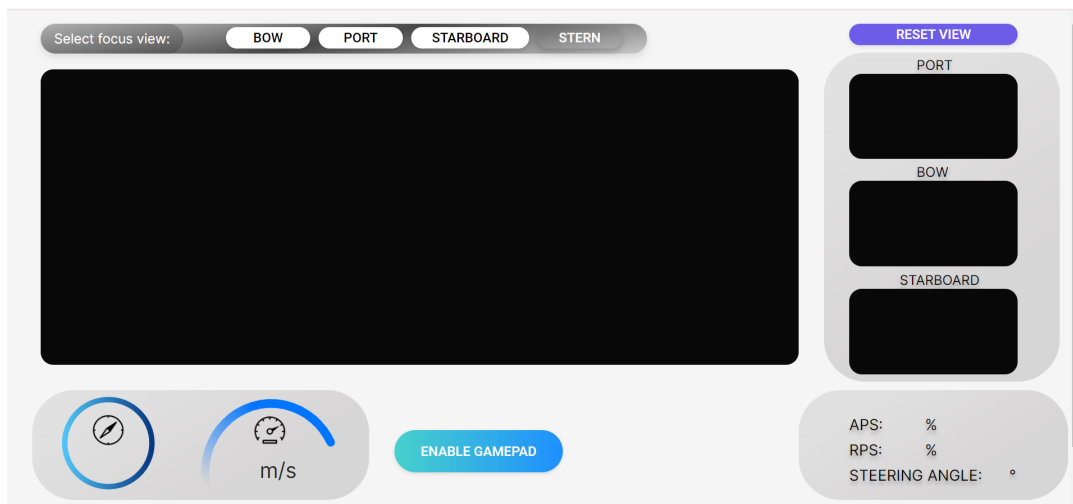 Select focus view: BOW PORT STARBOARD STERN
RESET VIEW
PORT
BOW
STARBOARD
m/s
ENABLE GAMEPAD
APS: %
RPS: %
STEERING ANGLE: °